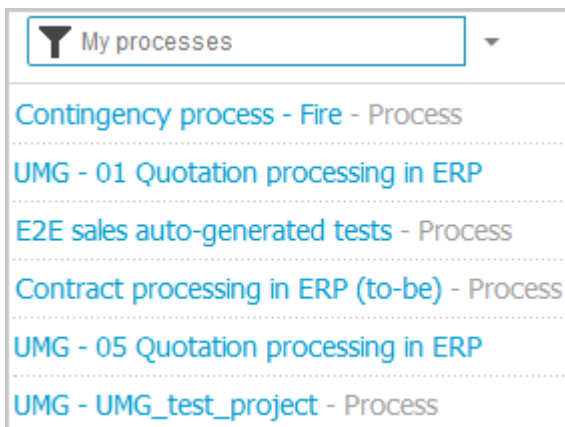 My processes
Contingency process - Fire - Process
UMG - 01 Quotation processing in ERP
E2E sales auto-generated tests - Process
Contract processing in ERP (to-be) - Process
UMG - 05 Quotation processing in ERP
UMG - UMG_test_project - Process